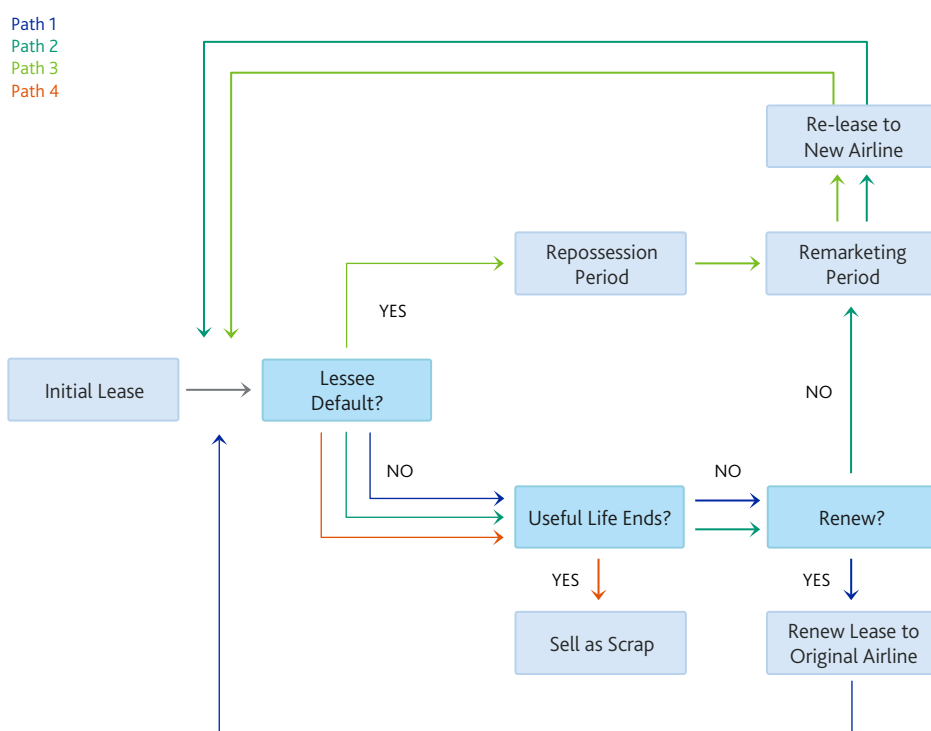 Path 1
Path 2
Path 3
Path 4
Re-lease to
New Airline
Repossession
Period
Remarketing
Period
YES
Initial Lease
Lessee
Default?
NO
NO
NO
Useful Life Ends?
Renew?
YES
YES
Sell as Scrap
Renew Lease to
Original Airline